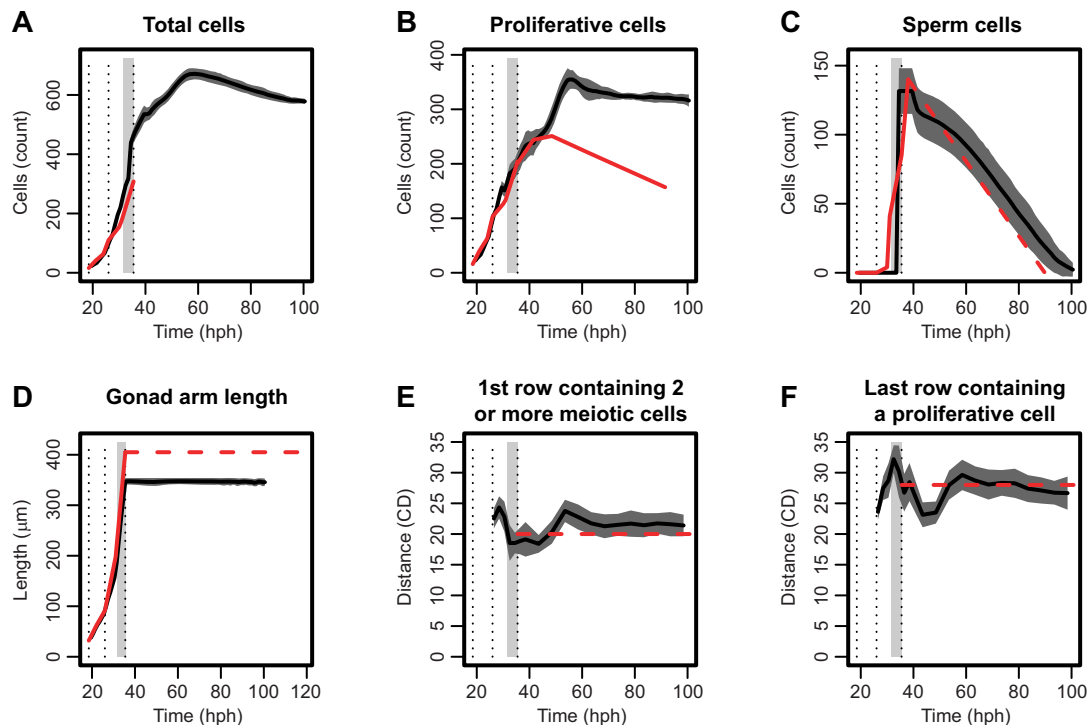 A Total cells
Cells (count)
0 200 400 600
20 40 60 80 100
Time (hph)
B Proliferative cells
Cells (count)
0 100 200 300 400
20 40 60 80 100
Time (hph)
C Sperm cells
Cells (count)
0 50 100 150
20 40 60 80 100
Time (hph)
D Gonad arm length
Length (µm)
0 100 200 300 400
20 40 60 80 100 120
Time (hph)
E 1st row containing 2
or more meiotic cells
Distance (CD)
0 5 10 15 20 25 30 35
20 40 60 80 100
Time (hph)
F Last row containing
a proliferative cell
Distance (CD)
0 5 10 15 20 25 30 35
20 40 60 80 100
Time (hph)